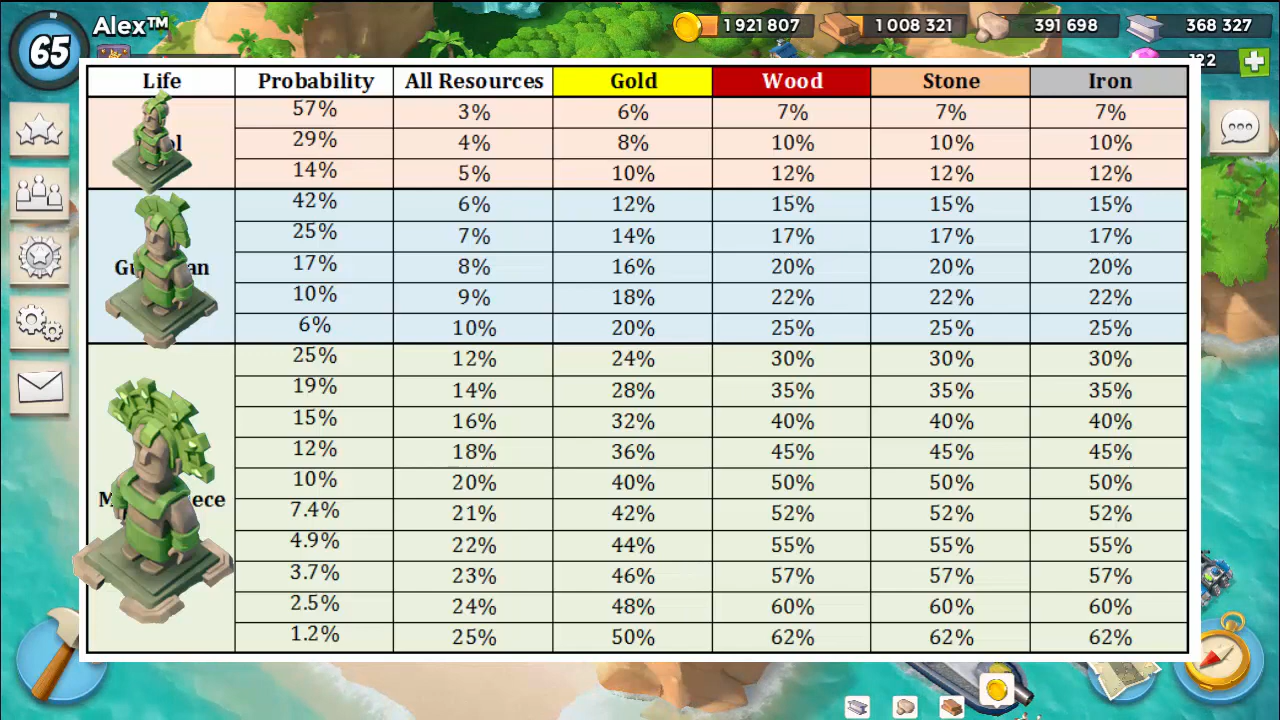 65
Alex™
1 921 807
1 008 321
391 698
368 327
Life Probability All Resources Gold Wood Stone Iron
57% 3% 6% 7% 7% 7%
29% 4% 8% 10% 10% 10%
14% 5% 10% 12% 12% 12%
42% 6% 12% 15% 15% 15%
25% 7% 14% 17% 17% 17%
17% 8% 16% 20% 20% 20%
10% 9% 18% 22% 22% 22%
6% 10% 20% 25% 25% 25%
25% 12% 24% 30% 30% 30%
19% 14% 28% 35% 35% 35%
15% 16% 32% 40% 40% 40%
12% 18% 36% 45% 45% 45%
10% 20% 40% 50% 50% 50%
7.4% 21% 42% 52% 52% 52%
4.9% 22% 44% 55% 55% 55%
3.7% 23% 46% 57% 57% 57%
2.5% 24% 48% 60% 60% 60%
1.2% 25% 50% 62% 62% 62%